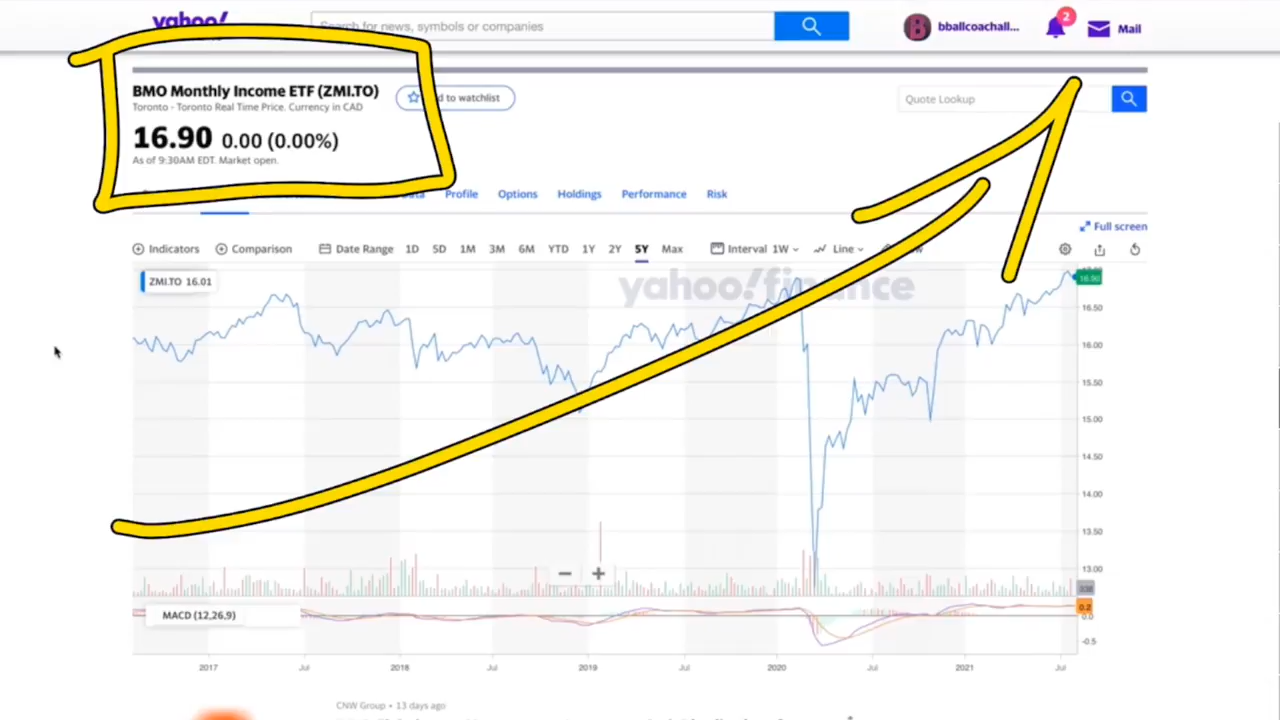 yahoo!
Search for news, symbols or companies
B
bballcoachall...
2
Mail
BMO Monthly Income ETF (ZMI.TO)
Toronto - Toronto Real Time Price. Currency in CAD
to watchlist
Quote Lookup
16.90 0.00 (0.00%)
As of 9:30AM EDT. Market open.
Profile Options Holdings Performance Risk
Full screen
Indicators Comparison Date Range 1D 5D 1M 3M 6M YTD 1Y 2Y 5Y Max Interval 1W Line
ZMI.TO 16.01
yahoo!finance
16.90
16.50
16.00
15.50
15.00
14.50
14.00
13.50
13.00
MACD (12,26,9)
0.2
0.0
-0.5
2017 Jul 2018 Jul 2019 Jul 2020 Jul 2021 Jul
CNW Group • 13 days ago